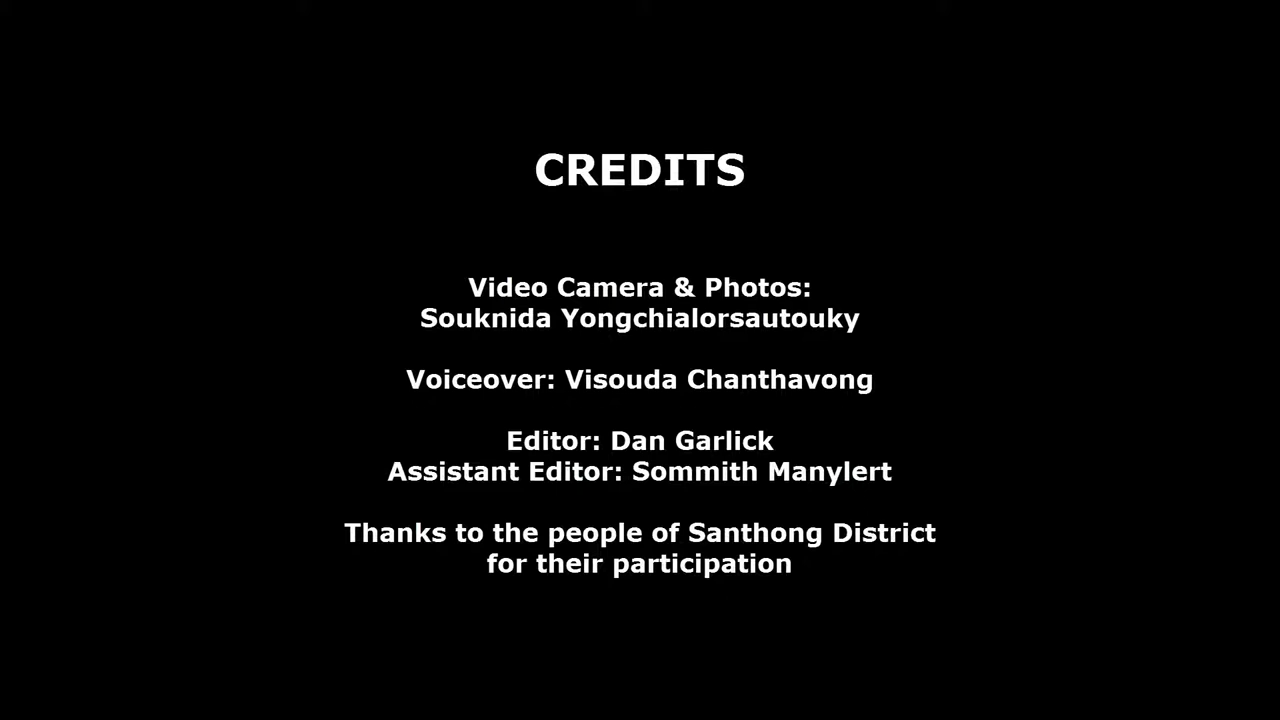 CREDITS
Video Camera & Photos:
Souknida Yongchialorsautouky
Voiceover: Visouda Chanthavong
Editor: Dan Garlick
Assistant Editor: Sommith Manylert
Thanks to the people of Santhong District
for their participation